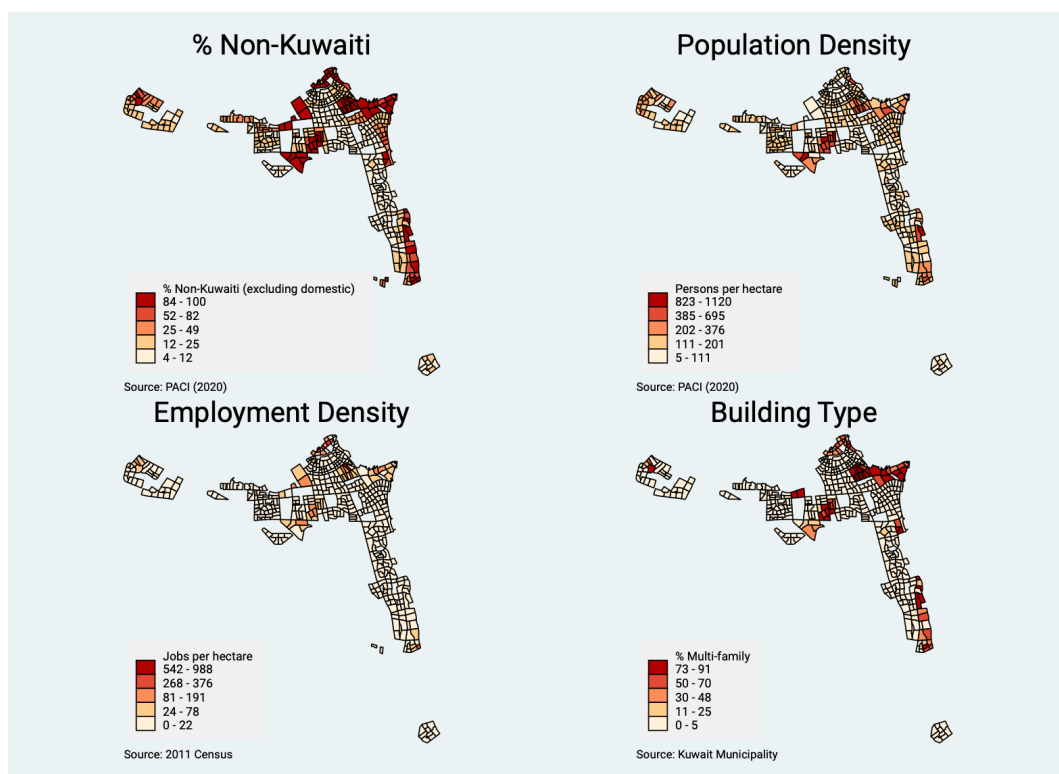 % Non-Kuwaiti
% Non-Kuwaiti (excluding domestic)
84 - 100
52 - 82
25 - 49
12 - 25
4 - 12
Source: PACI (2020)
Population Density
Persons per hectare
823 - 1120
385 - 695
202 - 376
111 - 201
5 - 111
Source: PACI (2020)
Employment Density
Jobs per hectare
542 - 988
268 - 376
81 - 191
24 - 78
0 - 22
Source: 2011 Census
Building Type
% Multi-family
73 - 91
50 - 70
30 - 48
11 - 25
0 - 5
Source: Kuwait Municipality